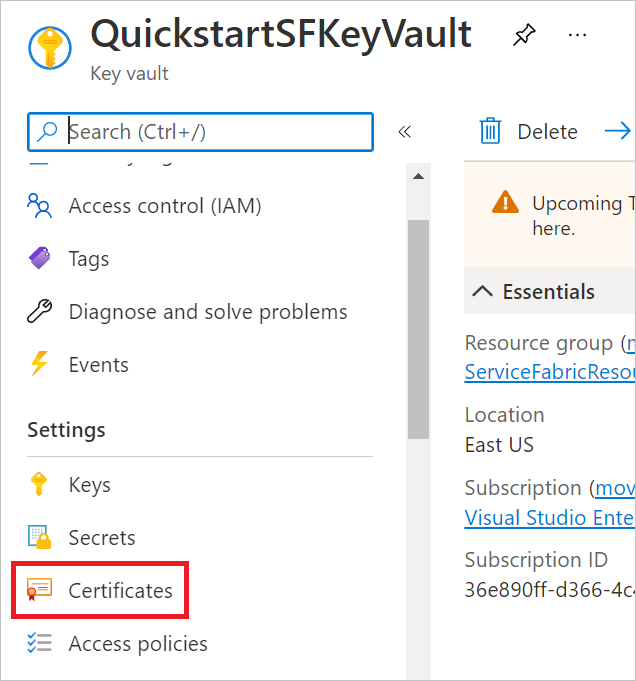 QuickstartSFKeyVault
Key vault
Search (Ctrl+/)
Access control (IAM)
Tags
Diagnose and solve problems
Events
Settings
Keys
Secrets
Certificates
Access policies
Delete
Upcoming T
here.
Essentials
Resource group (m
ServiceFabricResou
Location
East US
Subscription (mov
Visual Studio Ente
Subscription ID
36e890ff-d366-4c4